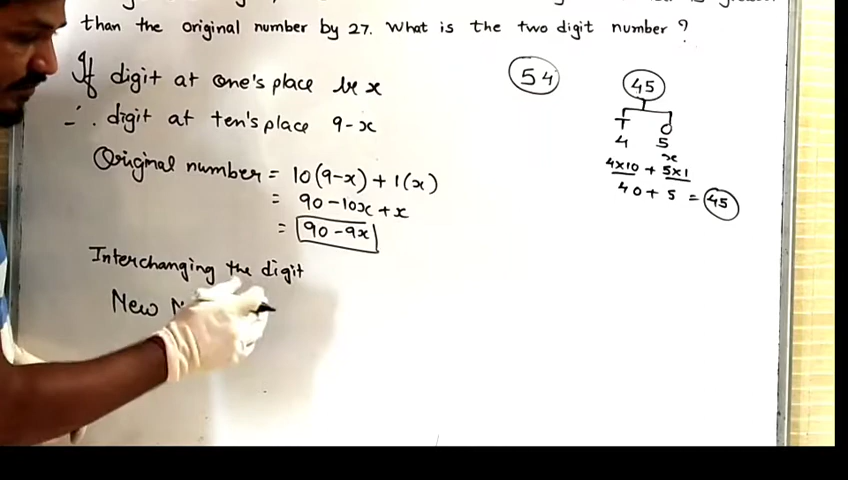 than the original number by 27. What is the two digit number?
If digit at one's place be x
∴ digit at ten's place 9-x
Original number = 10(9-x)+1(x)
= 90-10x+x
= 90-9x
Interchanging the digit
New
54
45
T O
4 5
x
4x10 + 5x1
40+5 = 45